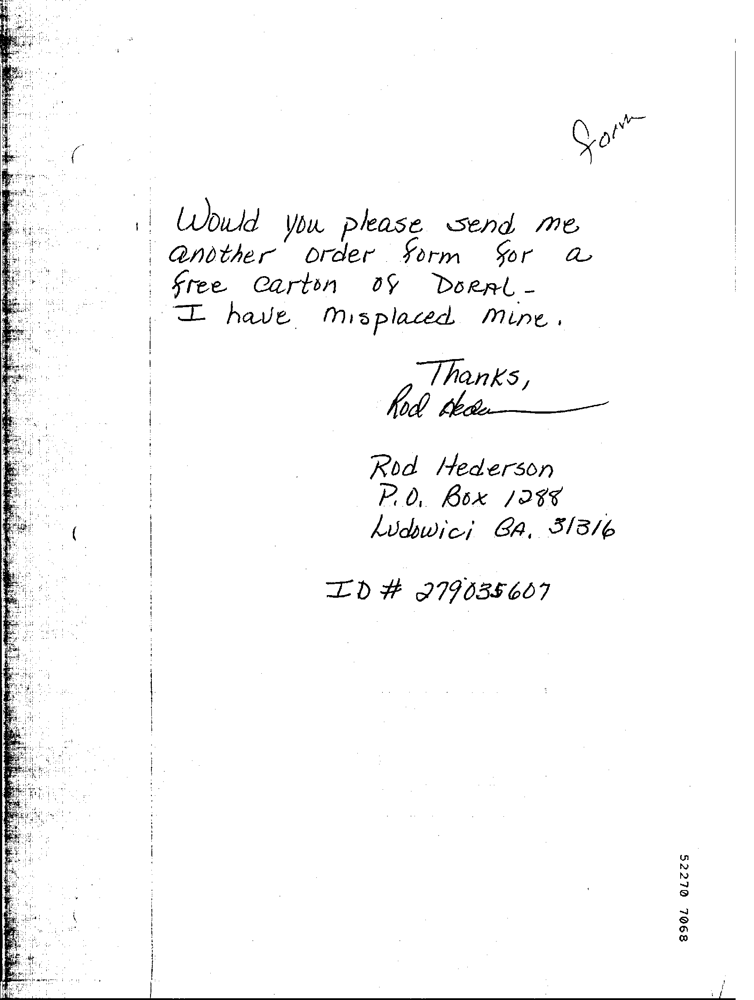 form
Would you please send me
another order form for a
free carton of DORAL -
I have misplaced mine.
Thanks,
Rod
Rod Hederson
P.O. Box 1288
Ludowici GA. 31316
ID # 279035607
52270 7068